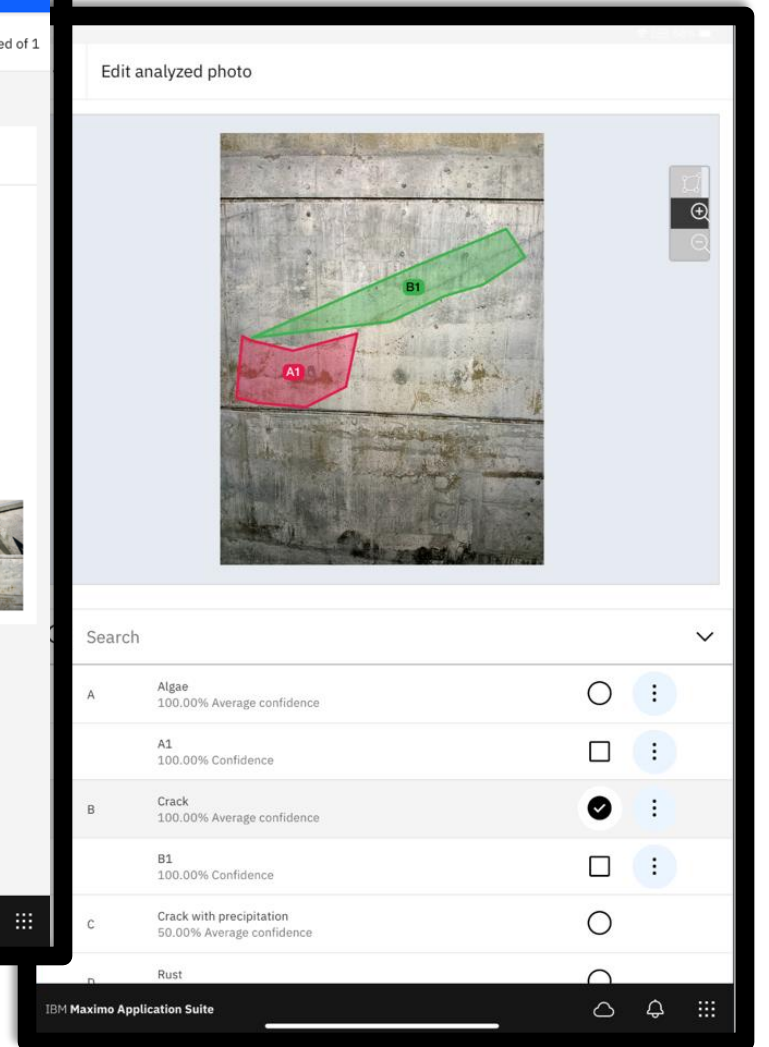 ed of 1
Edit analyzed photo
B1
A1
Search
A
Algae
100.00% Average confidence
A1
100.00% Confidence
B
Crack
100.00% Average confidence
B1
100.00% Confidence
C
Crack with precipitation
50.00% Average confidence
D
Rust
IBM Maximo Application Suite